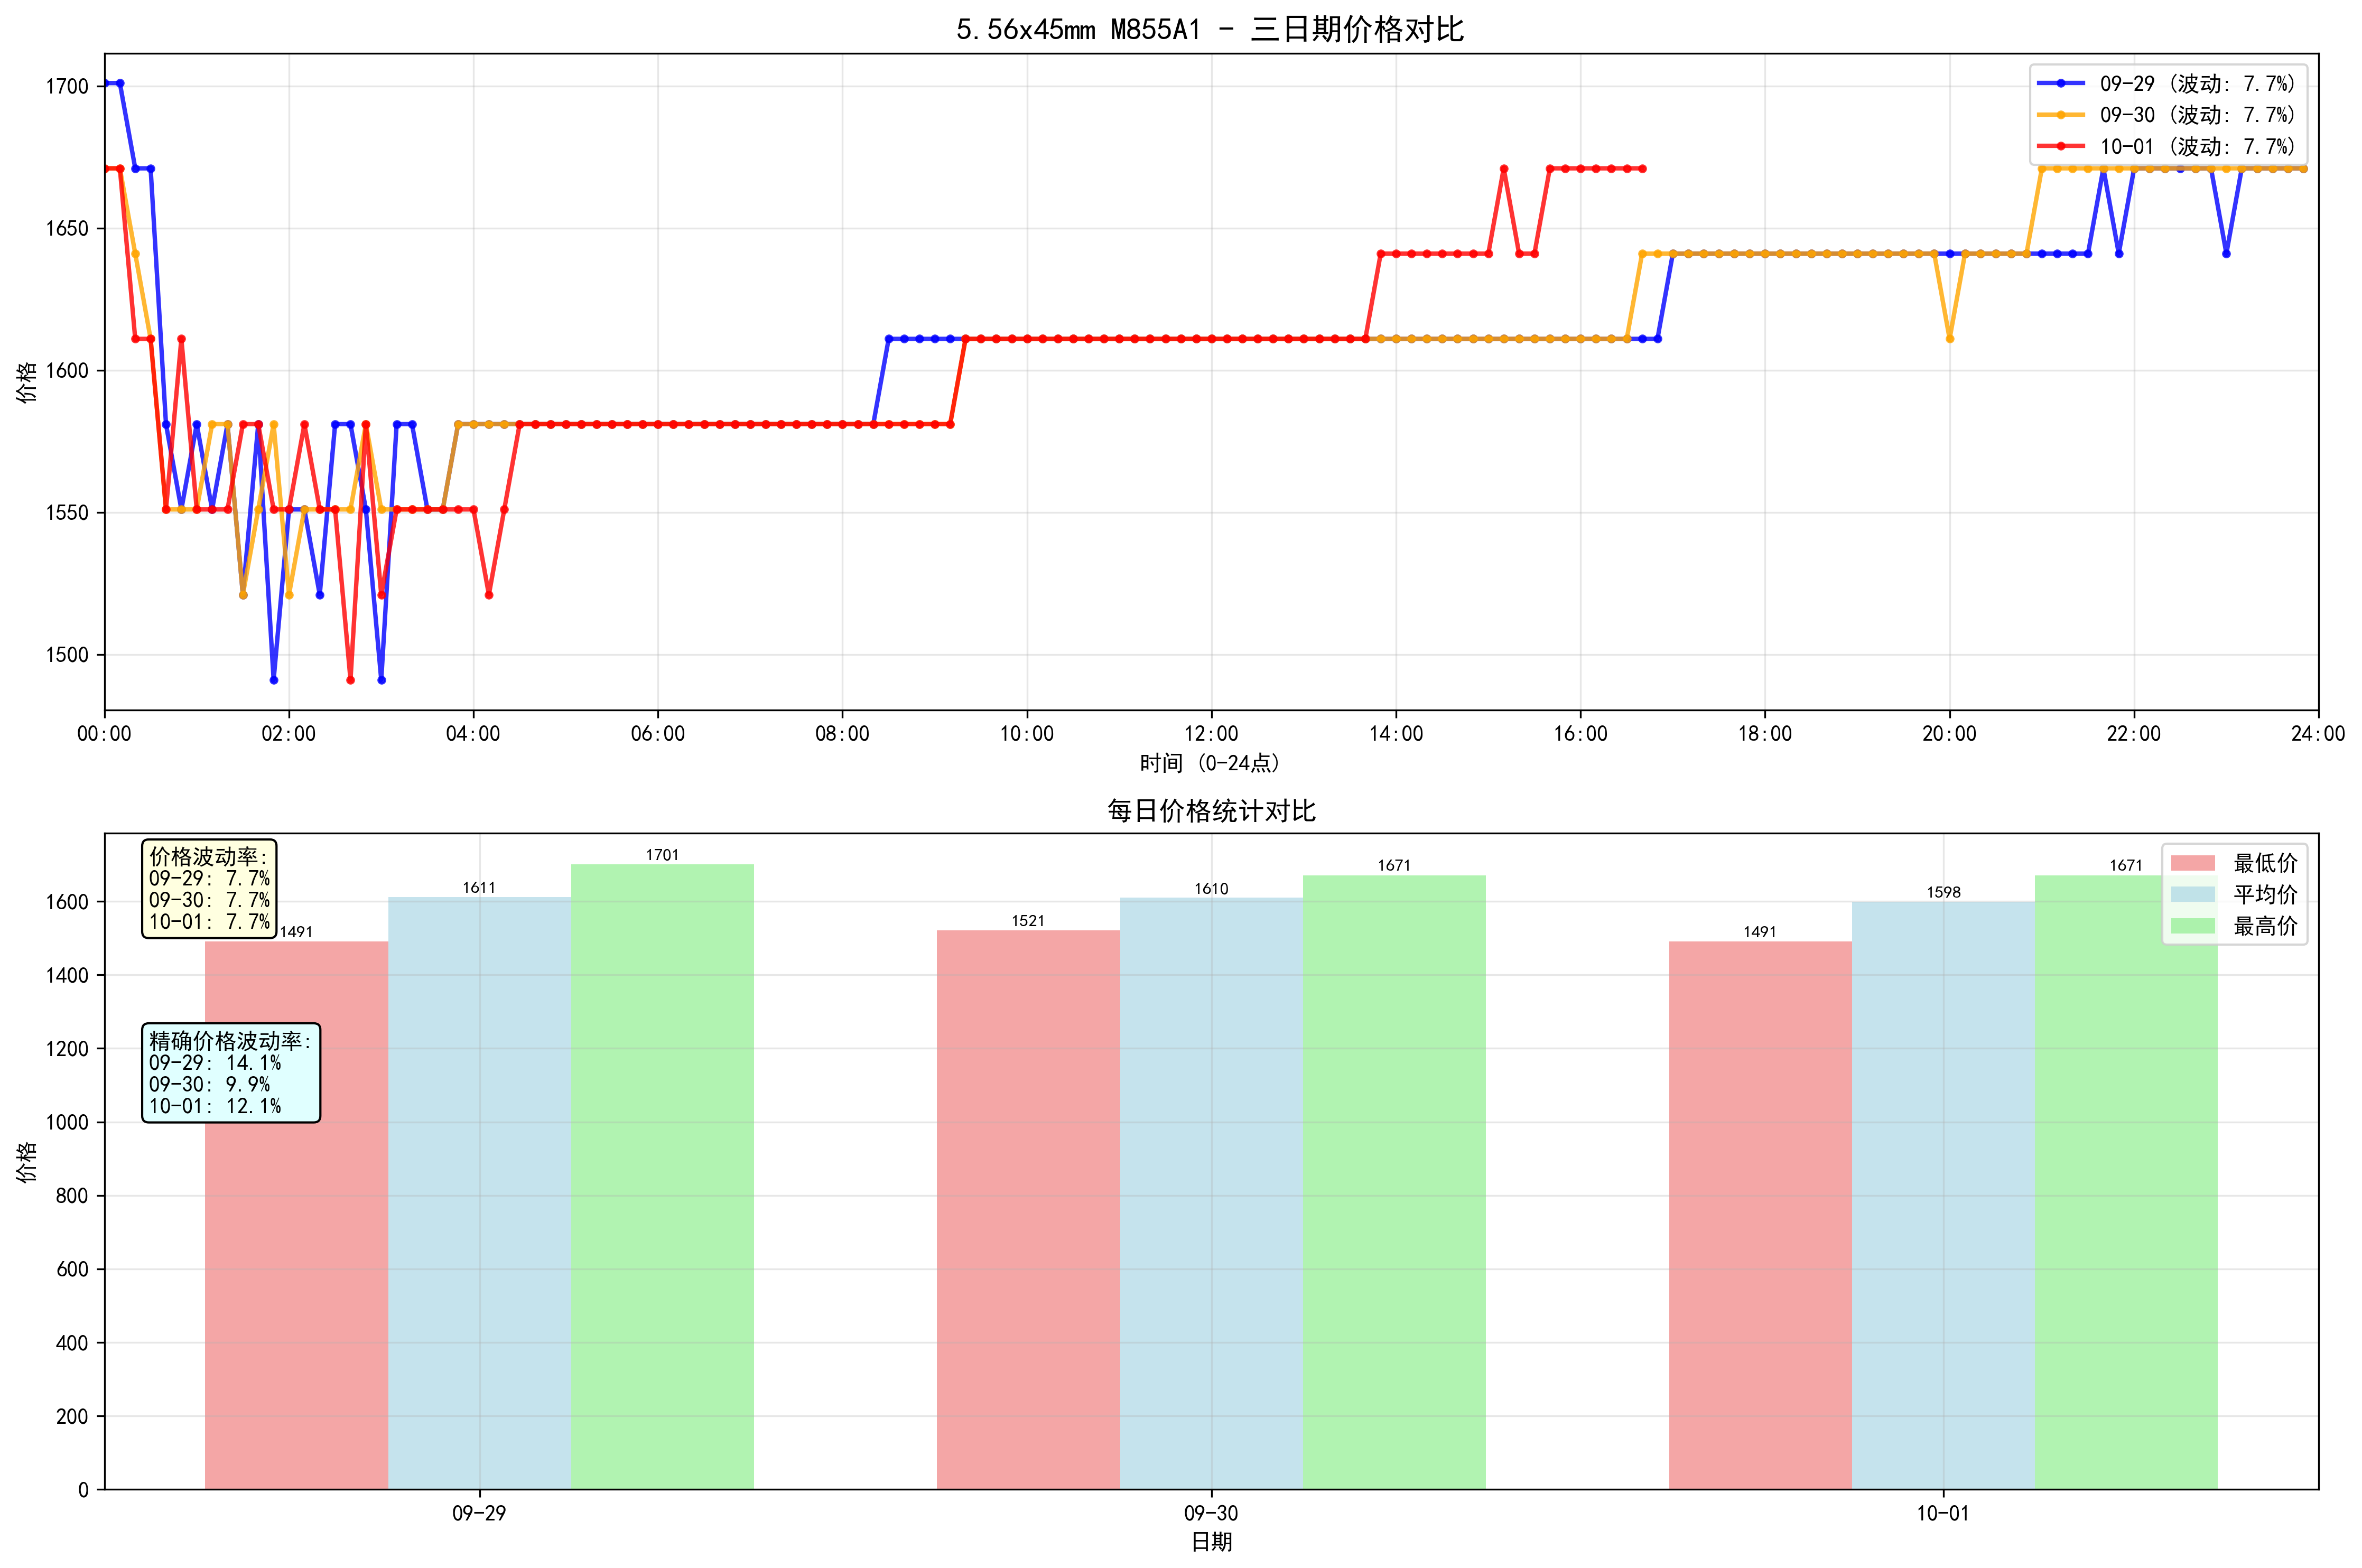 5.56x45mm M855A1 - 三日期价格对比
09-29 (波动: 7.7%)
09-30 (波动: 7.7%)
10-01 (波动: 7.7%)
价格
1700
1650
1600
1550
1500
00:00 02:00 04:00 06:00 08:00 10:00 12:00 14:00 16:00 18:00 20:00 22:00 24:00
时间 (0-24点)
每日价格统计对比
价格波动率:
09-29: 7.7%
09-30: 7.7%
10-01: 7.7%
精确价格波动率:
09-29: 14.1%
09-30: 9.9%
10-01: 12.1%
最低价
平均价
最高价
1491 1611 1701 1521 1610 1671 1491 1598 1671
价格
1600
1400
1200
1000
800
600
400
200
0
09-29 09-30 10-01
日期